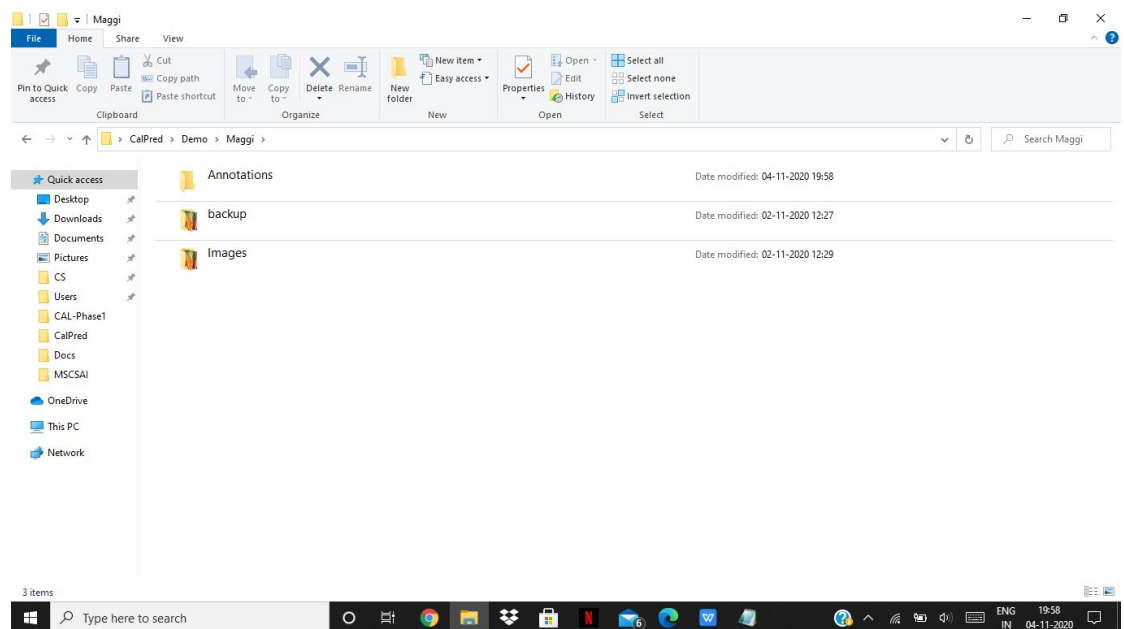 Maggi
File Home Share View
Pin to Quick access
Copy
Paste
Cut
Copy path
Paste shortcut
Clipboard
Move to
Copy to
Delete
Rename
Organize
New folder
New item
Easy access
New
Properties
Open
Edit
History
Open
Select all
Select none
Invert selection
Select
CalPred > Demo > Maggi >
Search Maggi
Quick access
Desktop
Downloads
Documents
Pictures
CS
Users
CAL-Phase1
CalPred
Docs
MSCSAI
OneDrive
This PC
Network
Annotations Date modified: 04-11-2020 19:58
backup Date modified: 02-11-2020 12:27
Images Date modified: 02-11-2020 12:29
3 items
Type here to search
N
6
W
ENG
IN
19:58
04-11-2020